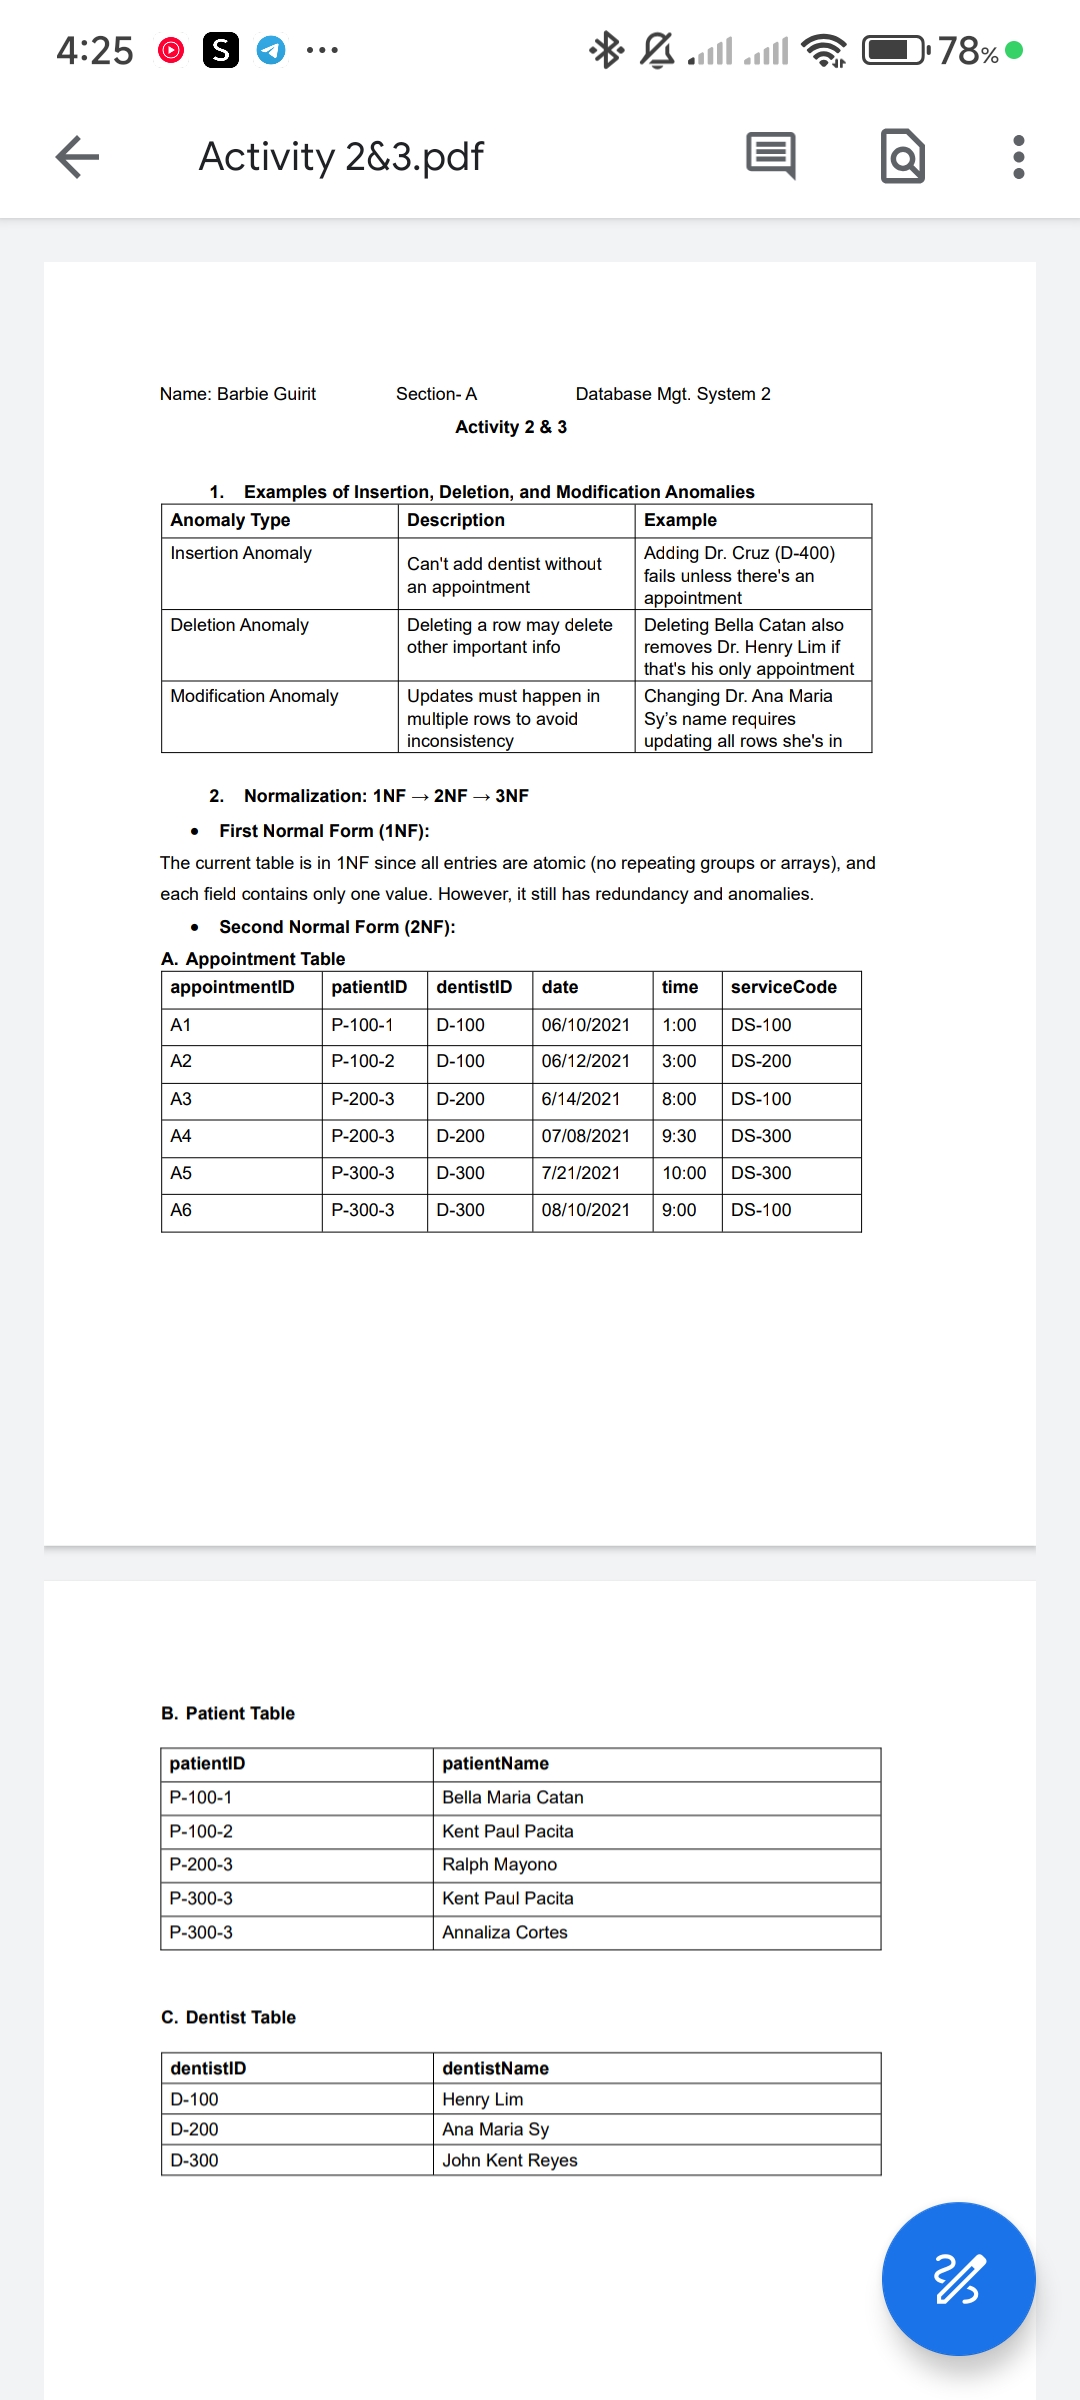 4:25 S ... 78%
Activity 2&3.pdf
Name: Barbie Guirit Section- A Database Mgt. System 2
Activity 2 & 3
1. Examples of Insertion, Deletion, and Modification Anomalies
Anomaly Type Description Example
Insertion Anomaly Can't add dentist without an appointment Adding Dr. Cruz (D-400) fails unless there's an appointment
Deletion Anomaly Deleting a row may delete other important info Deleting Bella Catan also removes Dr. Henry Lim if that's his only appointment
Modification Anomaly Updates must happen in multiple rows to avoid inconsistency Changing Dr. Ana Maria Sy's name requires updating all rows she's in
2. Normalization: 1NF → 2NF → 3NF
• First Normal Form (1NF):
The current table is in 1NF since all entries are atomic (no repeating groups or arrays), and
each field contains only one value. However, it still has redundancy and anomalies.
• Second Normal Form (2NF):
A. Appointment Table
appointmentID patientID dentistID date time serviceCode
A1 P-100-1 D-100 06/10/2021 1:00 DS-100
A2 P-100-2 D-100 06/12/2021 3:00 DS-200
A3 P-200-3 D-200 6/14/2021 8:00 DS-100
A4 P-200-3 D-200 07/08/2021 9:30 DS-300
A5 P-300-3 D-300 7/21/2021 10:00 DS-300
A6 P-300-3 D-300 08/10/2021 9:00 DS-100
B. Patient Table
patientID patientName
P-100-1 Bella Maria Catan
P-100-2 Kent Paul Pacita
P-200-3 Ralph Mayono
P-300-3 Kent Paul Pacita
P-300-3 Annaliza Cortes
C. Dentist Table
dentistID dentistName
D-100 Henry Lim
D-200 Ana Maria Sy
D-300 John Kent Reyes